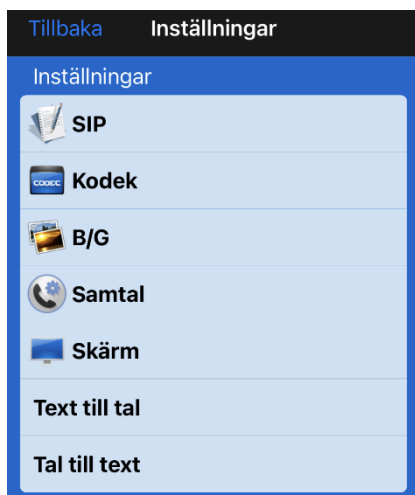 Tillbaka Inställningar
Inställningar
SIP
CODEC Kodek
B/G
Samtal
Skärm
Text till tal
Tal till text